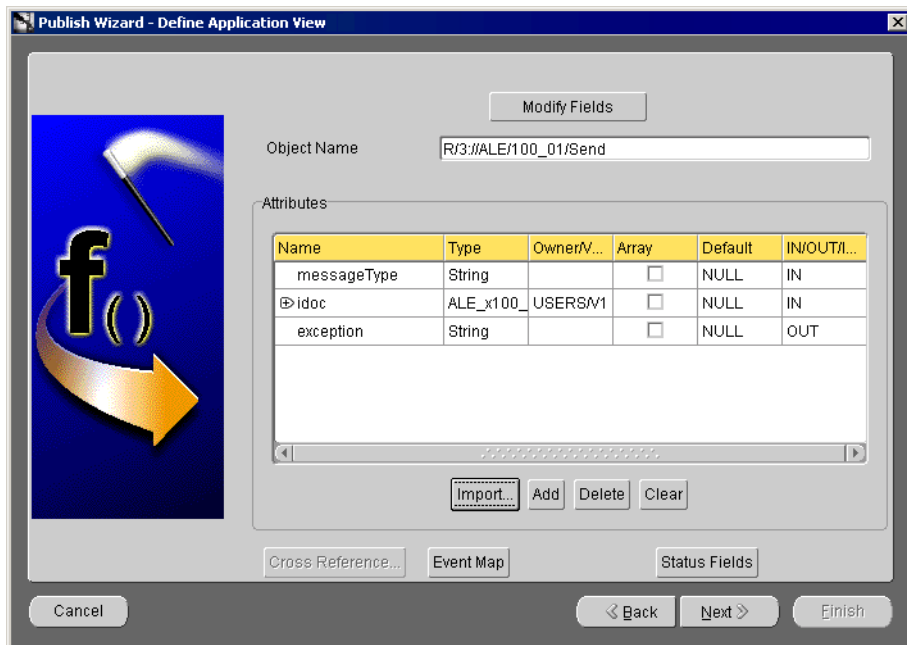 Publish Wizard - Define Application View
Modify Fields
Object Name R/3://ALE/100_01/Send
Attributes
Name Type Owner/V... Array Default IN/OUT/I...
messageType String NULL IN
idoc ALE_x100_ USERS/V1 NULL IN
exception String NULL OUT
Import... Add Delete Clear
Cross Reference... Event Map Status Fields
Cancel Back Next Finish
f()